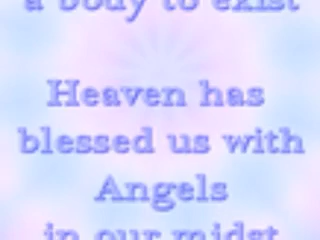 a body to exist
Heaven has
blessed us with
Angels
in our midst